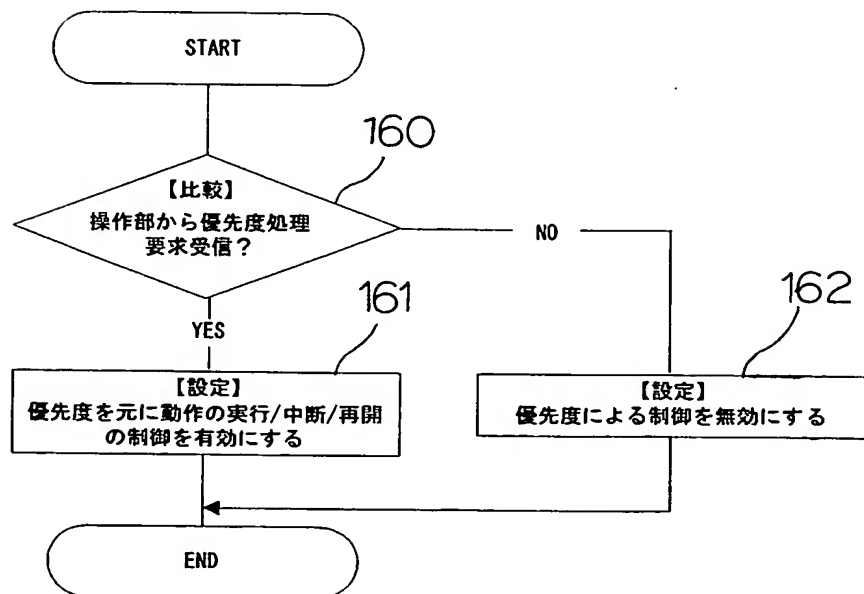 START
160
【比較】
操作部から優先度処理
要求受信?
NO
YES
161
162
【設定】
優先度を元に動作の実行/中断/再開
の制御を有効にする
【設定】
優先度による制御を無効にする
END